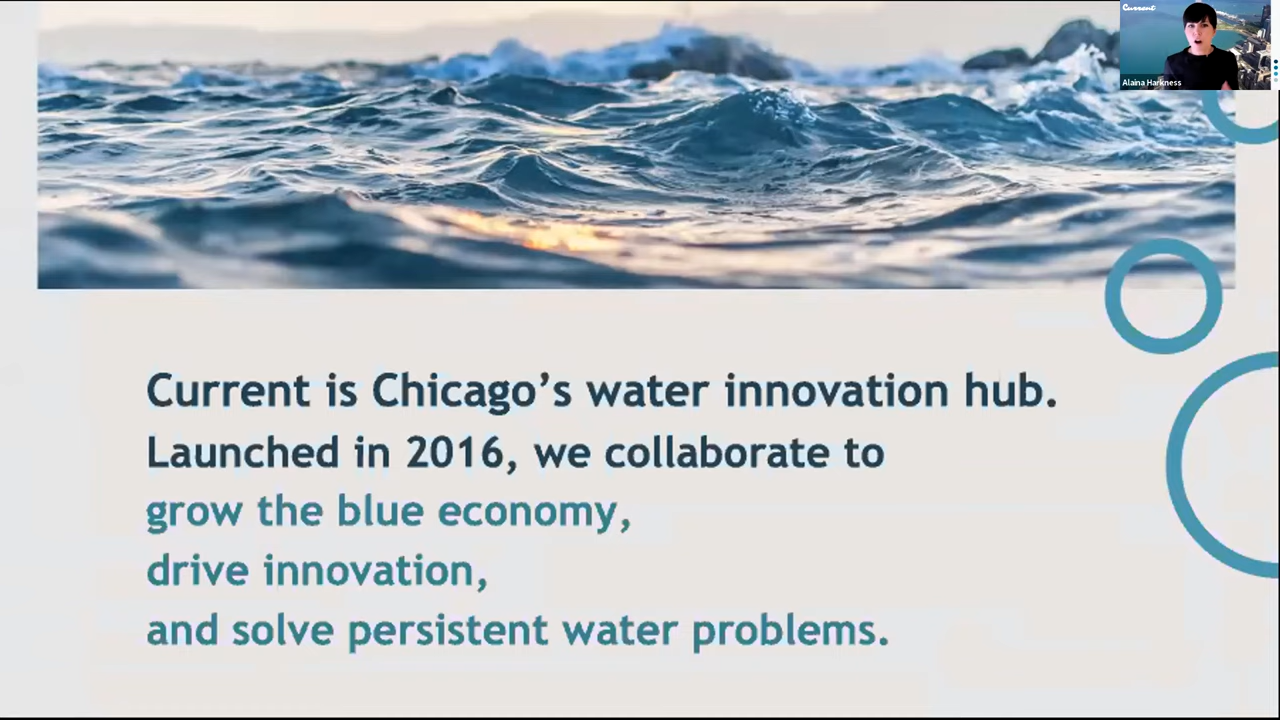 Current
Alaina Harkness
Current is Chicago’s water innovation hub.
Launched in 2016, we collaborate to
grow the blue economy,
drive innovation,
and solve persistent water problems.